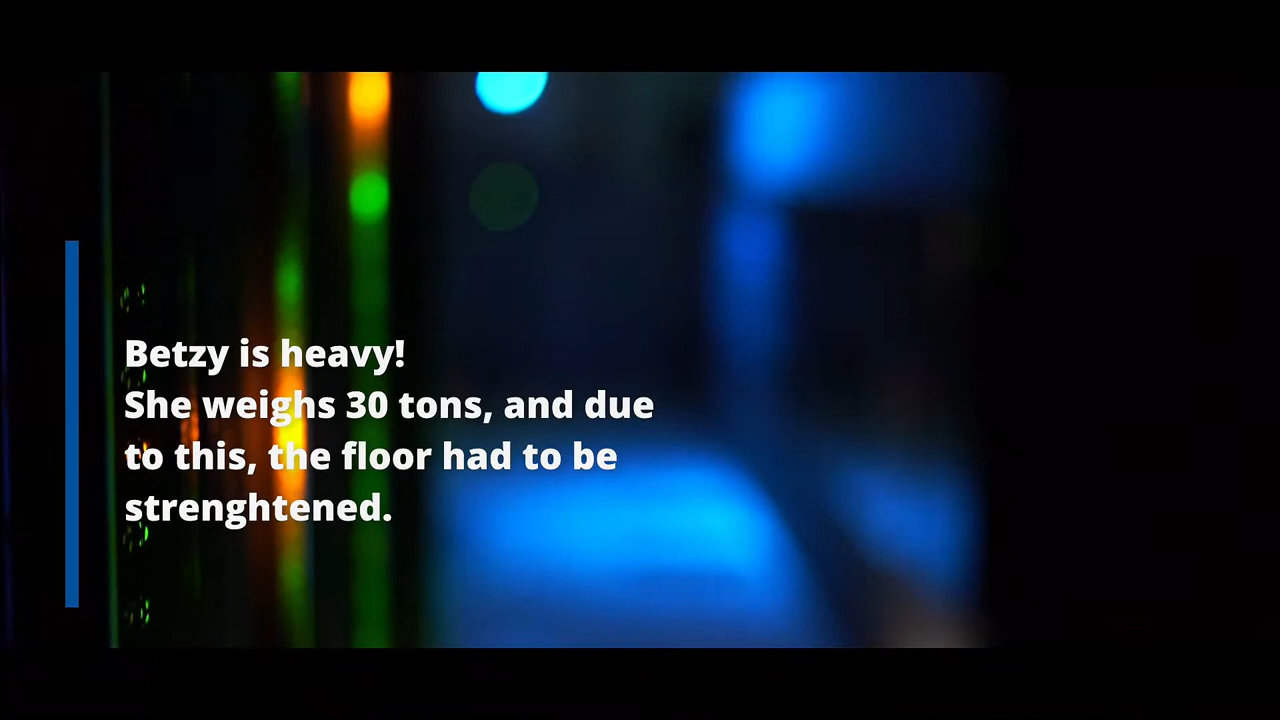 Betzy is heavy!
She weighs 30 tons, and due
to this, the floor had to be
strenghtened.